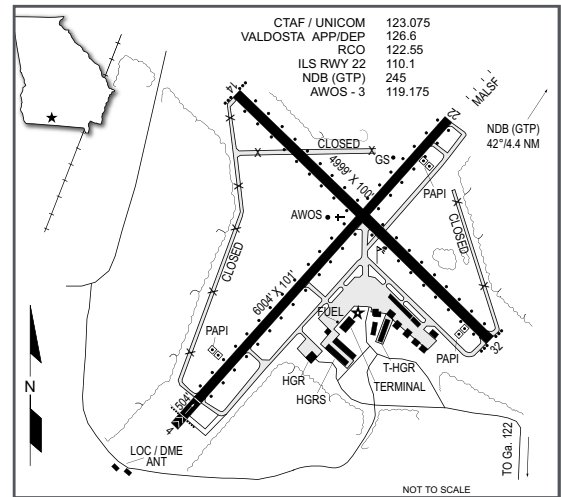 CTAF / UNICOM 123.075
VALDOSTA APP/DEP 126.6
RCO 122.55
ILS RWY 22 110.1
NDB (GTP) 245
AWOS - 3 119.175
14
22
MALSF
NDB (GTP)
42°/4.4 NM
CLOSED
GS
4999' X 100'
PAPI
AWOS
CLOSED
CLOSED
6004' X 101'
FUEL
PAPI
PAPI
32
T-HGR
TERMINAL
HGR
HGRS
504'
4
N
LOC / DME
ANT
TO Ga. 122
NOT TO SCALE